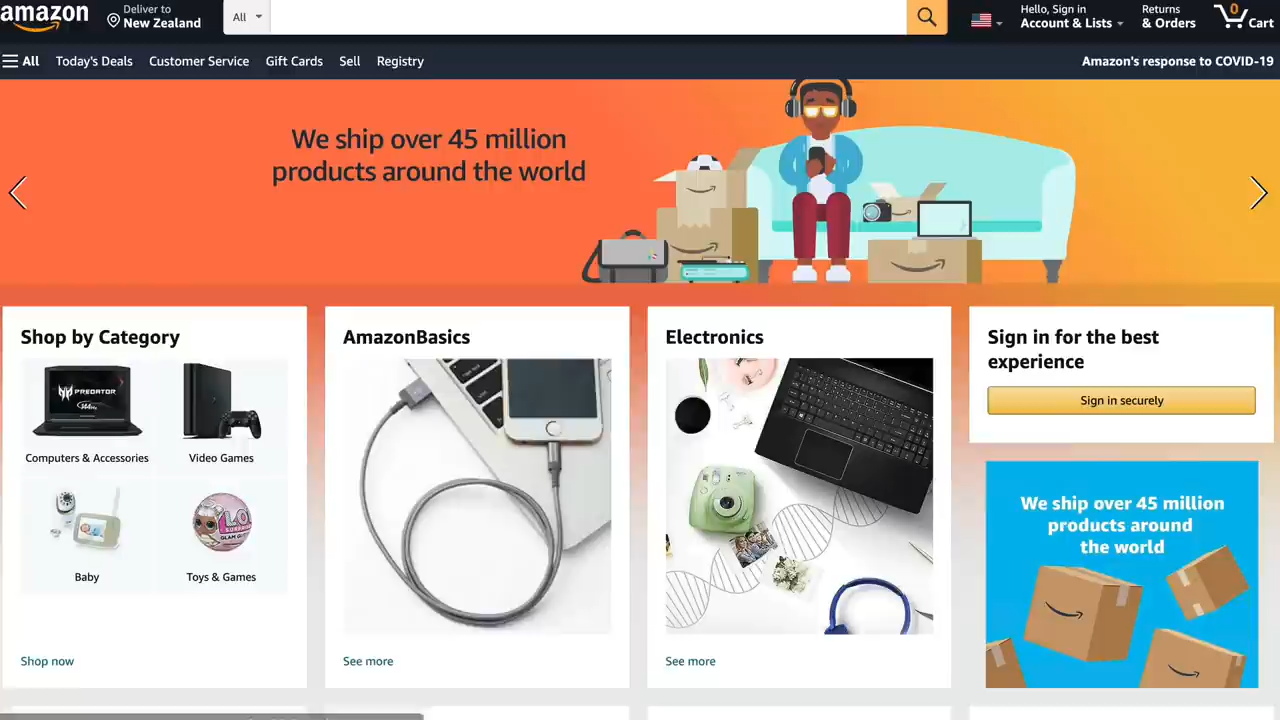 amazon
Deliver to
New Zealand
All
Hello, Sign in
Account & Lists
Returns
& Orders
0
Cart
All
Today's Deals
Customer Service
Gift Cards
Sell
Registry
Amazon's response to COVID-19
We ship over 45 million
products around the world
Shop by Category
PREDATOR
144Hz
Computers & Accessories
Video Games
Baby
Toys & Games
Shop now
AmazonBasics
See more
Electronics
See more
Sign in for the best
experience
Sign in securely
We ship over 45 million
products around
the world